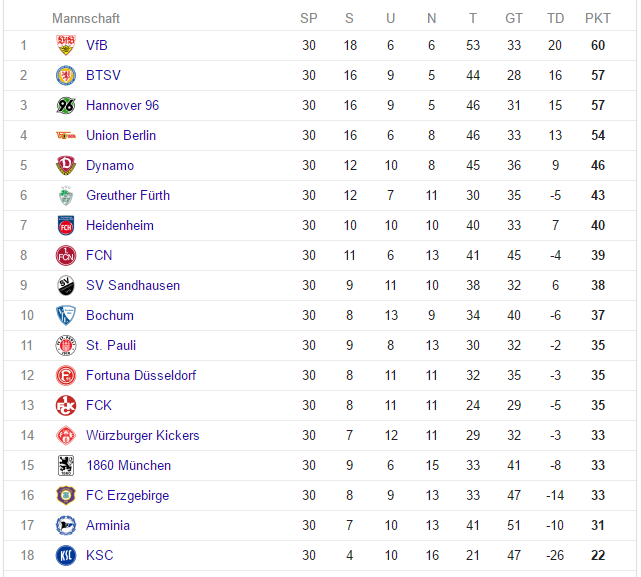 Mannschaft SP S U N T GT TD PKT
1 VfB 30 18 6 6 53 33 20 60
2 BTSV 30 16 9 5 44 28 16 57
3 Hannover 96 30 16 9 5 46 31 15 57
4 Union Berlin 30 16 6 8 46 33 13 54
5 Dynamo 30 12 10 8 45 36 9 46
6 Greuther Fürth 30 12 7 11 30 35 -5 43
7 Heidenheim 30 10 10 10 40 33 7 40
8 FCN 30 11 6 13 41 45 -4 39
9 SV Sandhausen 30 9 11 10 38 32 6 38
10 Bochum 30 8 13 9 34 40 -6 37
11 St. Pauli 30 9 8 13 30 32 -2 35
12 Fortuna Düsseldorf 30 8 11 11 32 35 -3 35
13 FCK 30 8 11 11 24 29 -5 35
14 Würzburger Kickers 30 7 12 11 29 32 -3 33
15 1860 München 30 9 6 15 33 41 -8 33
16 FC Erzgebirge 30 8 9 13 33 47 -14 33
17 Arminia 30 7 10 13 41 51 -10 31
18 KSC 30 4 10 16 21 47 -26 22